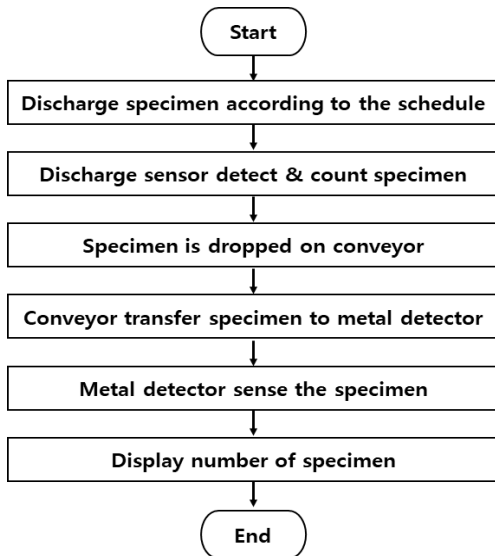 Start
Discharge specimen according to the schedule
Discharge sensor detect & count specimen
Specimen is dropped on conveyor
Conveyor transfer specimen to metal detector
Metal detector sense the specimen
Display number of specimen
End